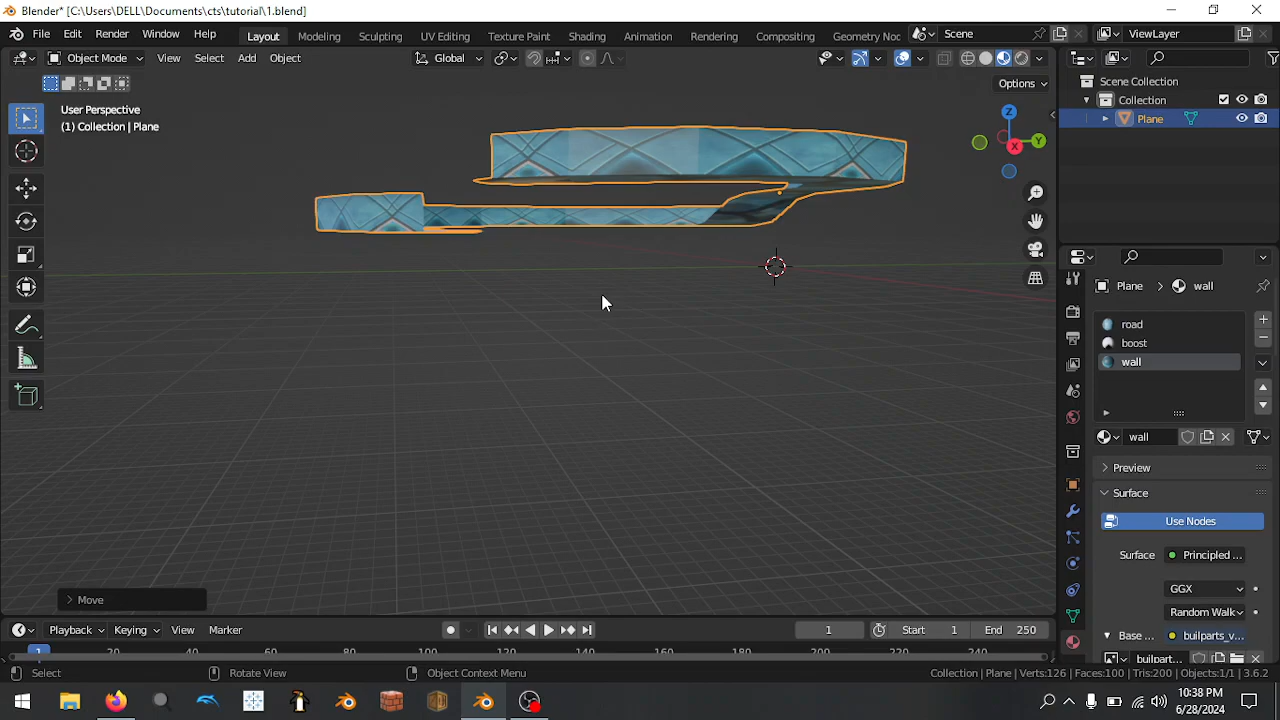 Blender* [C:\Users\DELL\Documents\cts\tutorial\1.blend]
File Edit Render Window Help Layout Modeling Sculpting UV Editing Texture Paint Shading Animation Rendering Compositing Geometry Noc Scene ViewLayer
Object Mode View Select Add Object Global
Options
User Perspective
(1) Collection | Plane
Z
Y
X
Scene Collection
Collection
Plane
Plane > wall
road
boost
wall
wall
Preview
Surface
Use Nodes
Surface Principled ...
GGX
Random Walk
Base ... builparts_v...
builpart...
> Move
Playback Keying View Marker 1 Start 1 End 250
20 60 80 100 120 140 160 180 200 220 240
Select Rotate View Object Context Menu Collection | Plane | Verts:126 | Faces:100 | Tris:200 | Objects:1/1 | 3.6.2
10:38 PM
6/28/2024